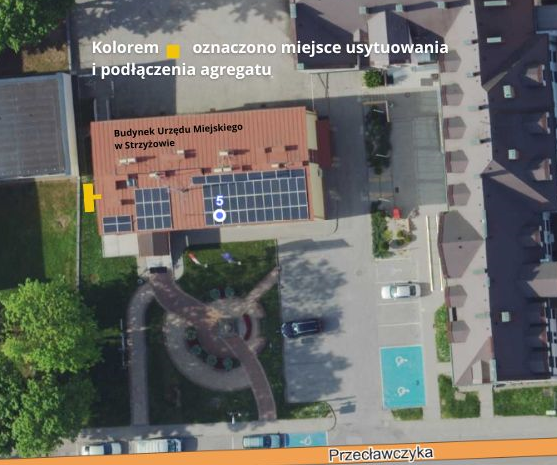 Kolorem oznaczono miejsce usytuowania
i podłączenia agregatu
Budynek Urzędu Miejskiego
w Strzyżowie
5
Przecławczyka